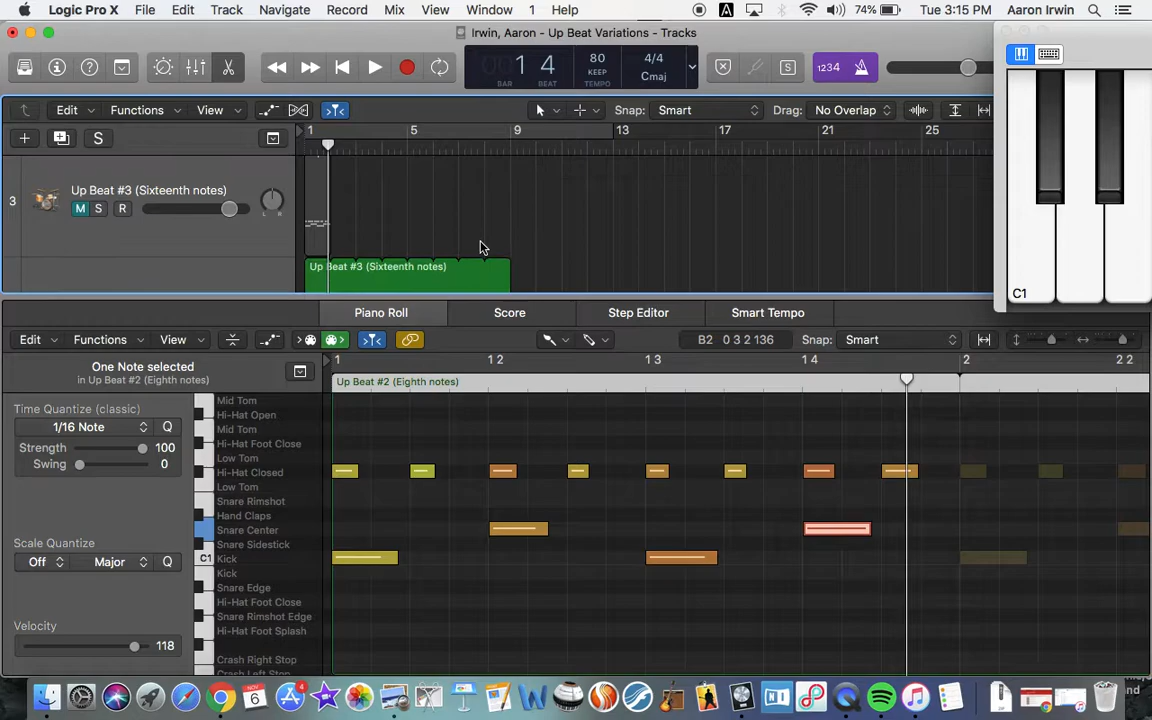 Logic Pro X File Edit Track Navigate Record Mix View Window 1 Help A 74% Tue 3:15 PM Aaron Irwin
Irwin, Aaron - Up Beat Variations - Tracks
1 4 80 4/4
KEEP Cmaj
BAR BEAT TEMPO
S 1234
Edit Functions View Snap: Smart Drag: No Overlap
S 1 5 9 13 17 21 25
3 Up Beat #3 (Sixteenth notes)
M S R L R
Up Beat #3 (Sixteenth notes)
C1
Piano Roll Score Step Editor Smart Tempo
Edit Functions View B2 0 3 2 136 Snap: Smart
One Note selected
in Up Beat #2 (Eighth notes)
1 1 2 1 3 1 4 2 2 2
Up Beat #2 (Eighth notes)
Time Quantize (classic)
1/16 Note Q
Strength 100
Swing 0
Scale Quantize
Off Major Q
Velocity
118
Mid Tom
Hi-Hat Open
Mid Tom
Hi-Hat Foot Close
Low Tom
Hi-Hat Closed
Low Tom
Snare Rimshot
Hand Claps
Snare Center
Snare Sidestick
C1 Kick
Kick
Snare Edge
Hi-Hat Foot Close
Snare Rimshot Edge
Hi-Hat Foot Splash
Crash Right Stop
Crash Left Stop
NOV
6
4